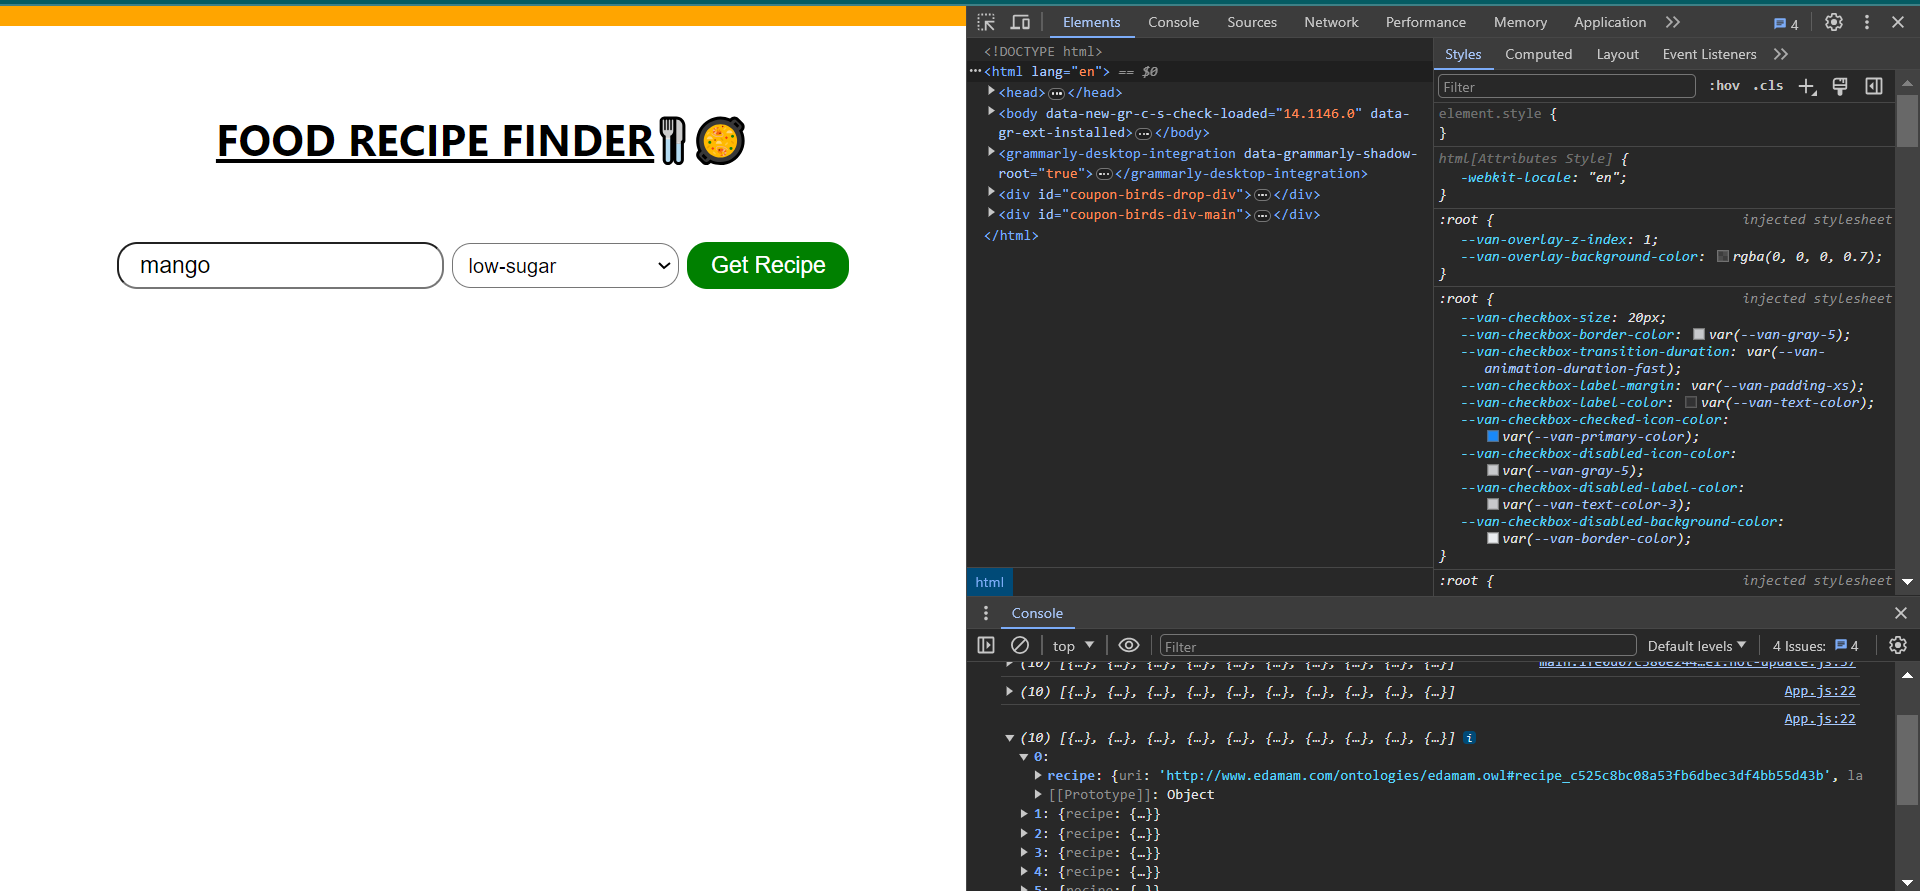 FOOD RECIPE FINDER
mango
low-sugar
Get Recipe
Elements Console Sources Network Performance Memory Application 4
<!DOCTYPE html>
<html lang="en"> == $0
<head></head>
<body data-new-gr-c-s-check-loaded="14.1146.0" data-
gr-ext-installed></body>
<grammarly-desktop-integration data-grammarly-shadow-
root="true"></grammarly-desktop-integration>
<div id="coupon-birds-drop-div"></div>
<div id="coupon-birds-div-main"></div>
</html>
html
Styles Computed Layout Event Listeners
Filter :hov .cls
element.style {
}
html[Attributes Style] {
-webkit-locale: "en";
}
:root { injected stylesheet
--van-overlay-z-index: 1;
--van-overlay-background-color: rgba(0, 0, 0, 0.7);
}
:root { injected stylesheet
--van-checkbox-size: 20px;
--van-checkbox-border-color: var(--van-gray-5);
--van-checkbox-transition-duration: var(--van-
animation-duration-fast);
--van-checkbox-label-margin: var(--van-padding-xs);
--van-checkbox-label-color: var(--van-text-color);
--van-checkbox-checked-icon-color:
var(--van-primary-color);
--van-checkbox-disabled-icon-color:
var(--van-gray-5);
--van-checkbox-disabled-label-color:
var(--van-text-color-3);
--van-checkbox-disabled-background-color:
var(--van-border-color);
}
:root { injected stylesheet
Console
top Filter Default levels 4 Issues: 4
(10) [{…}, {…}, {…}, {…}, {…}, {…}, {…}, {…}, {…}, {…}]
(10) [{…}, {…}, {…}, {…}, {…}, {…}, {…}, {…}, {…}, {…}] App.js:22
App.js:22
(10) [{…}, {…}, {…}, {…}, {…}, {…}, {…}, {…}, {…}, {…}] i
0:
recipe: {uri: 'http://www.edamam.com/ontologies/edamam.owl#recipe_c525c8bc08a53fb6dbec3df4bb55d43b', la
[[Prototype]]: Object
1: {recipe: {…}}
2: {recipe: {…}}
3: {recipe: {…}}
4: {recipe: {…}}
5: {recipe: {…}}